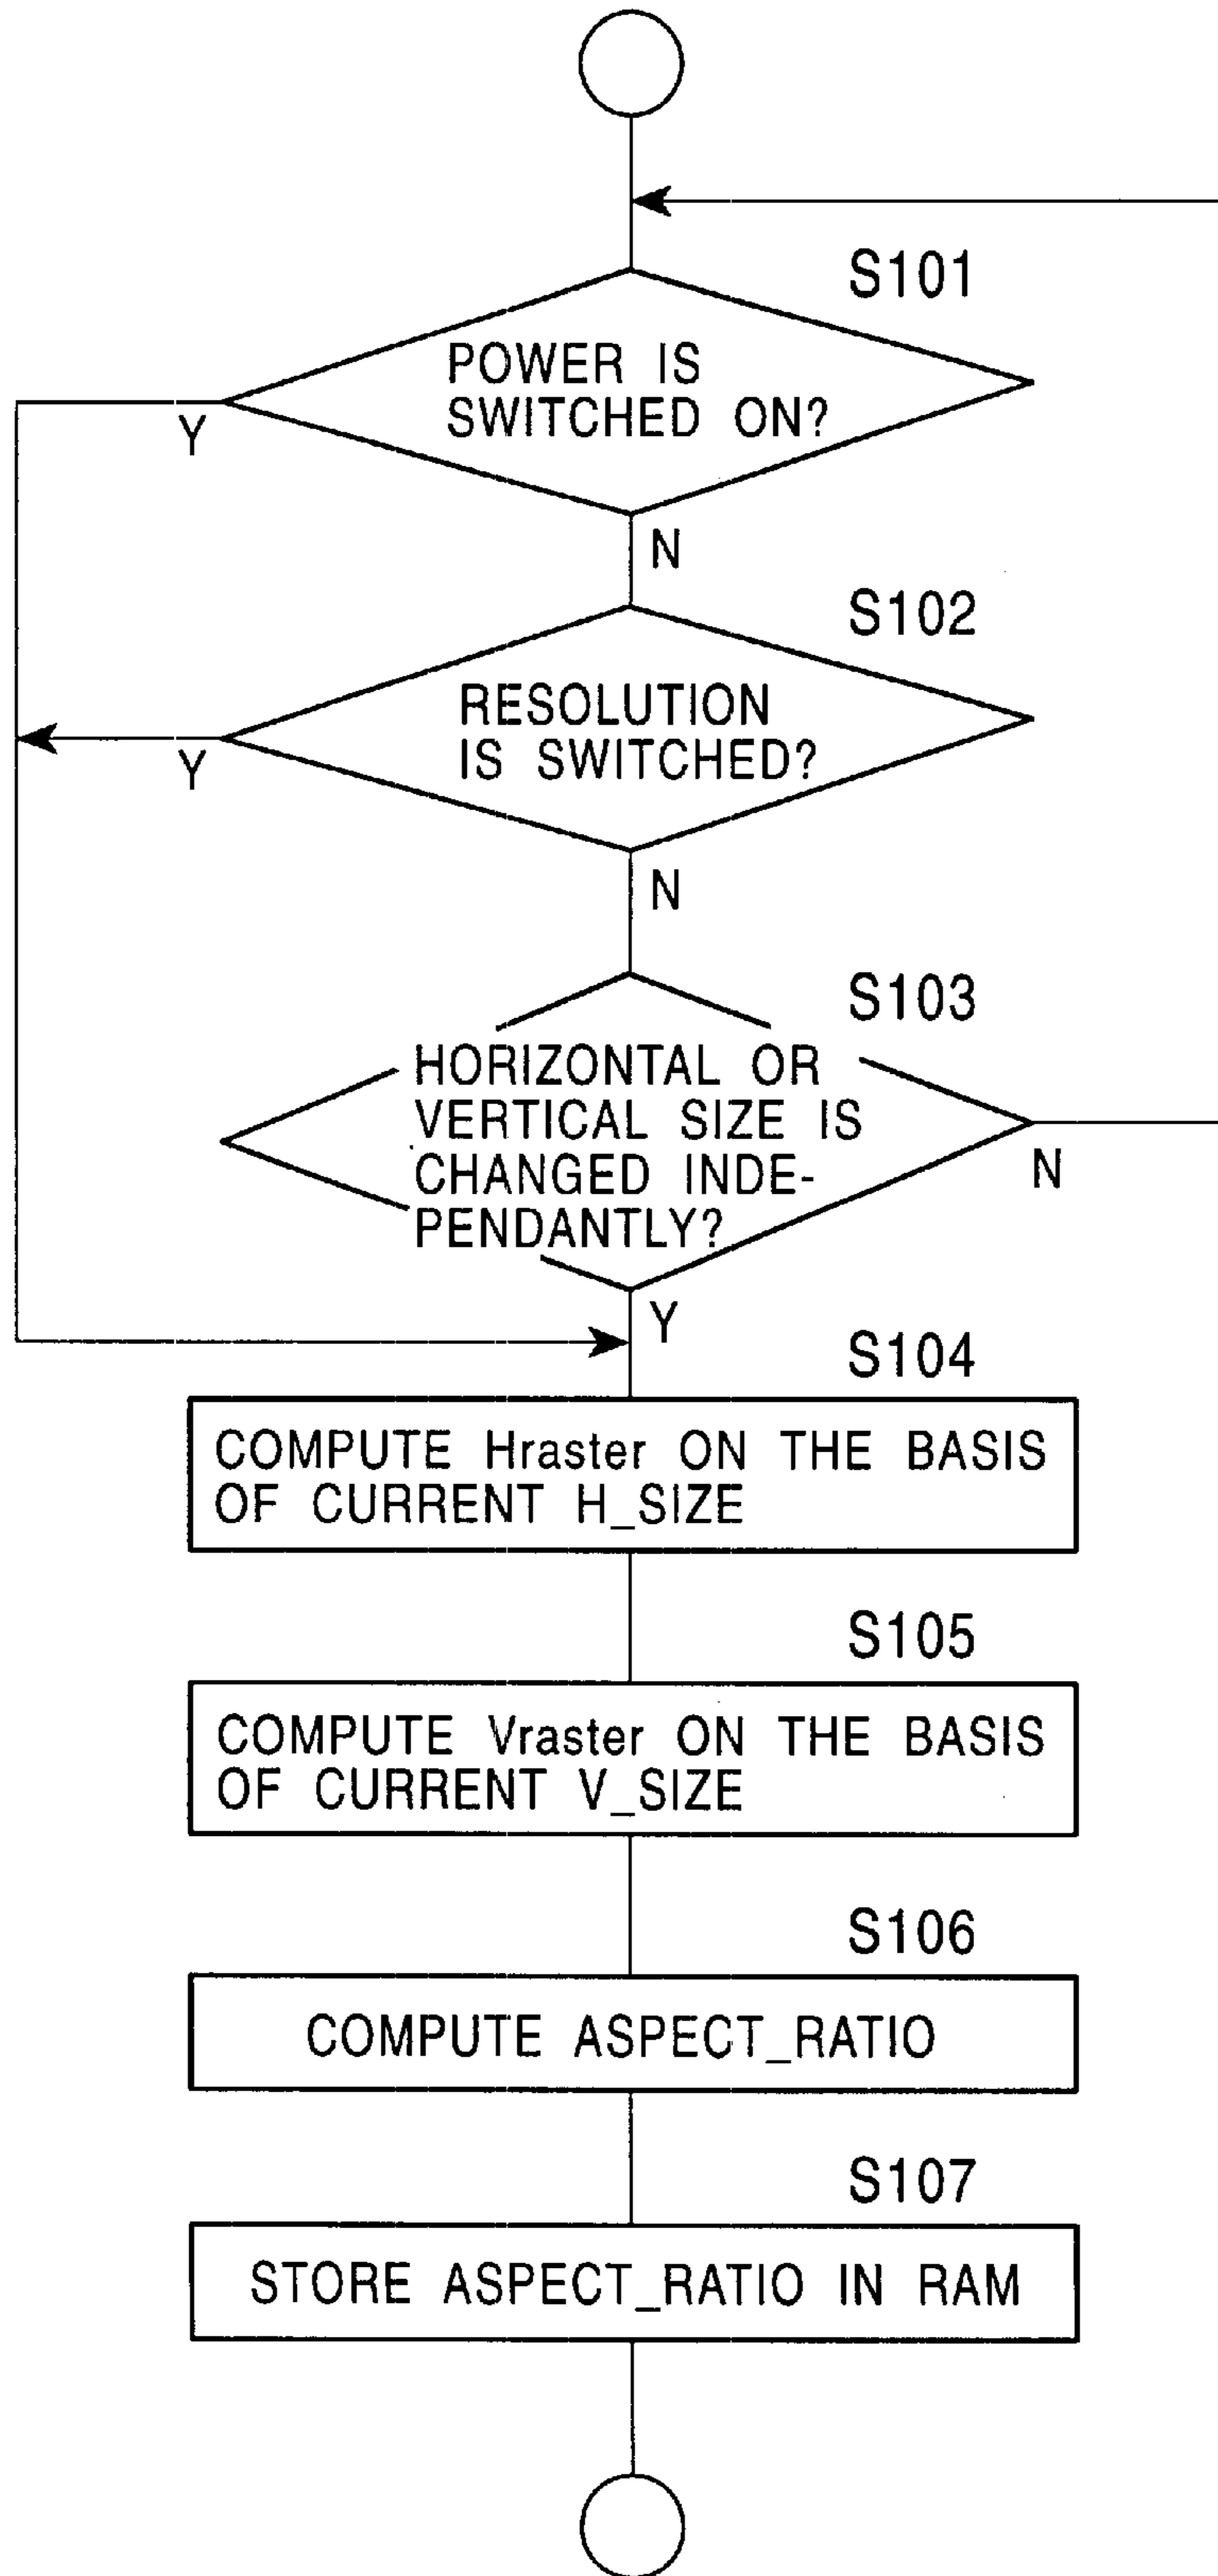 S101
POWER IS
SWITCHED ON?
Y
N
S102
RESOLUTION
IS SWITCHED?
Y
N
S103
HORIZONTAL OR
VERTICAL SIZE IS
CHANGED INDE-
PENDANTLY?
N
Y
S104
COMPUTE Hraster ON THE BASIS
OF CURRENT H_SIZE
S105
COMPUTE Vraster ON THE BASIS
OF CURRENT V_SIZE
S106
COMPUTE ASPECT_RATIO
S107
STORE ASPECT_RATIO IN RAM